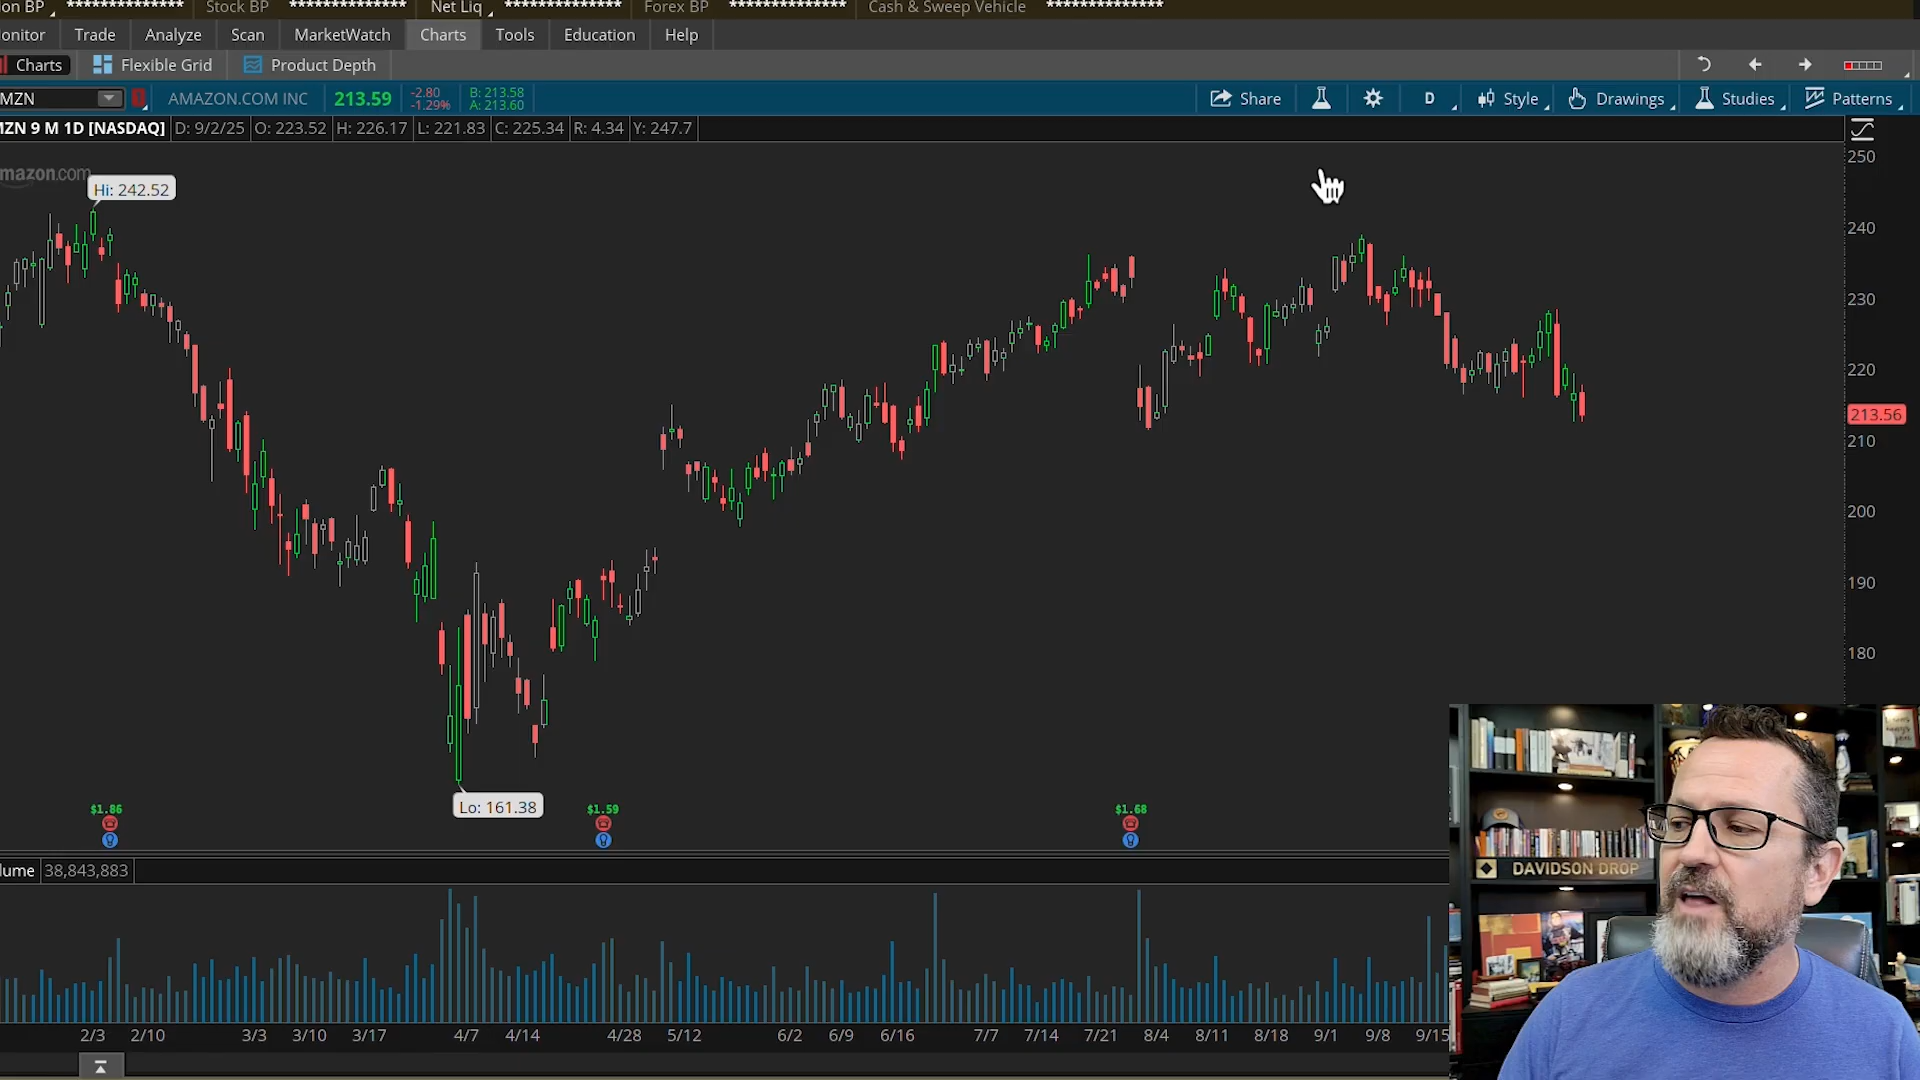 ion BP ************** Stock BP ************** Net Liq ************** Forex BP ************** Cash & Sweep Vehicle **************
onitor Trade Analyze Scan MarketWatch Charts Tools Education Help
Charts Flexible Grid Product Depth
MZN AMAZON.COM INC 213.59 -2.80 -1.29% B: 213.58 A: 213.60 Share D Style Drawings Studies Patterns
MZN 9 M 1D [NASDAQ] D: 9/2/25 O: 223.52 H: 226.17 L: 221.83 C: 225.34 R: 4.34 Y: 247.7
250
mazon.com
Hi: 242.52
240
230
220
213.56
210
200
190
180
Lo: 161.38
$1.86 $1.59 $1.68
lume 38,843,883
DAVIDSON DROP
2/3 2/10 3/3 3/10 3/17 4/7 4/14 4/28 5/12 6/2 6/9 6/16 7/7 7/14 7/21 8/4 8/11 8/18 9/1 9/8 9/15